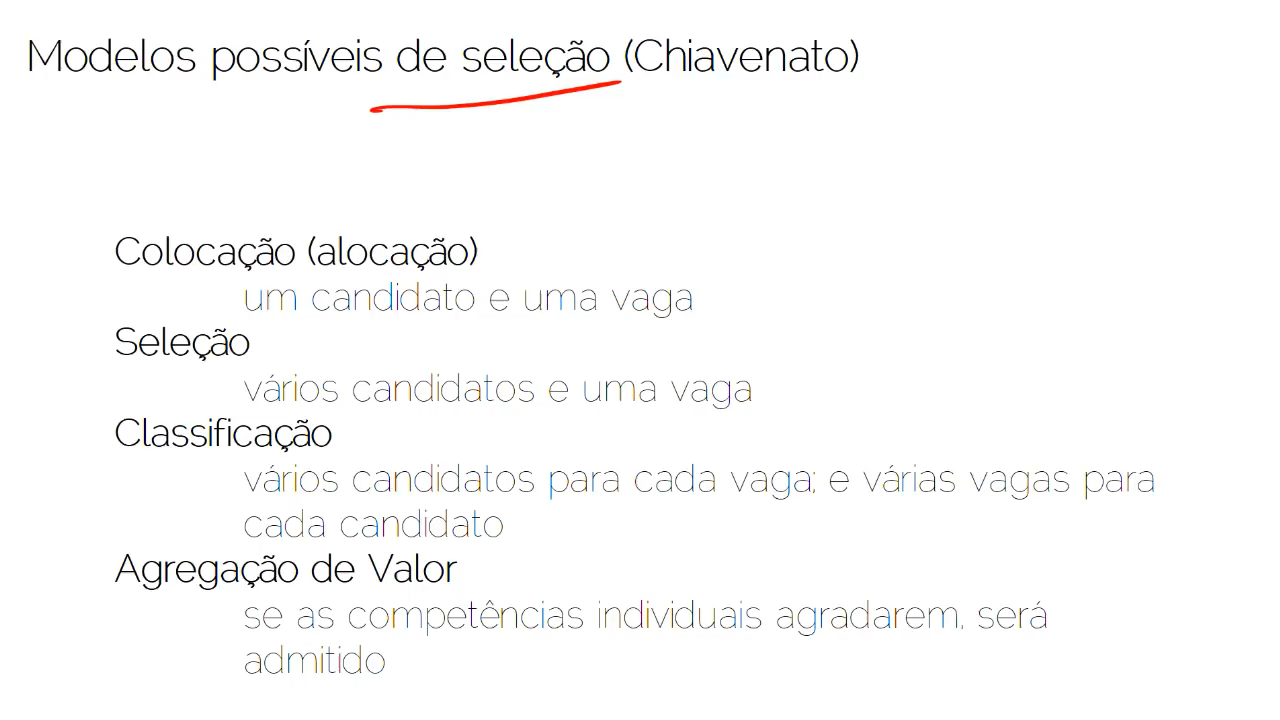 Modelos possíveis de seleção (Chiavenato)
Colocação (alocação)
um candidato e uma vaga
Seleção
vários candidatos e uma vaga
Classificação
vários candidatos para cada vaga; e várias vagas para
cada candidato
Agregação de Valor
se as competências individuais agradarem, será
admitido